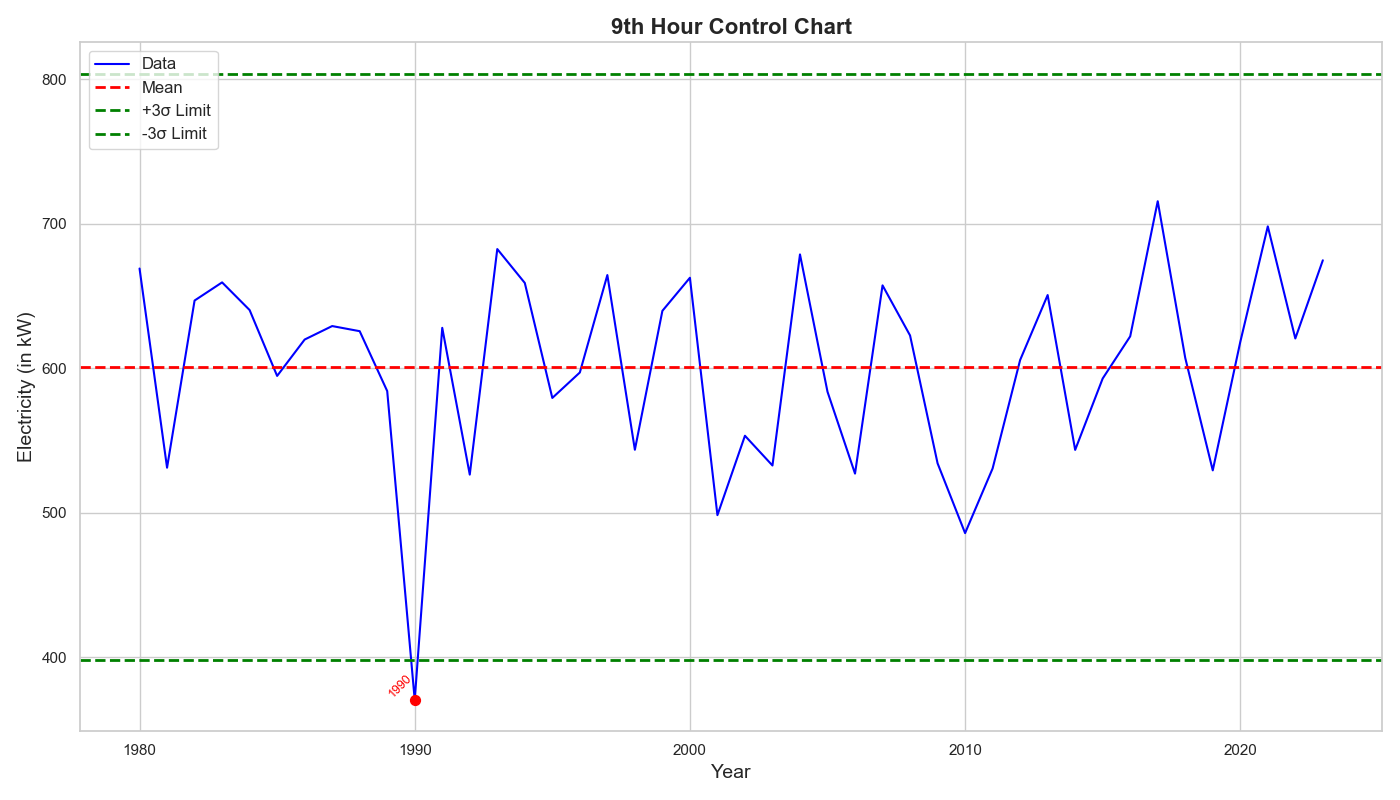 9th Hour Control Chart
Data
Mean
+3σ Limit
-3σ Limit
Electricity (in kW)
800
700
600
500
400
1990
1980
1990
2000
2010
2020
Year